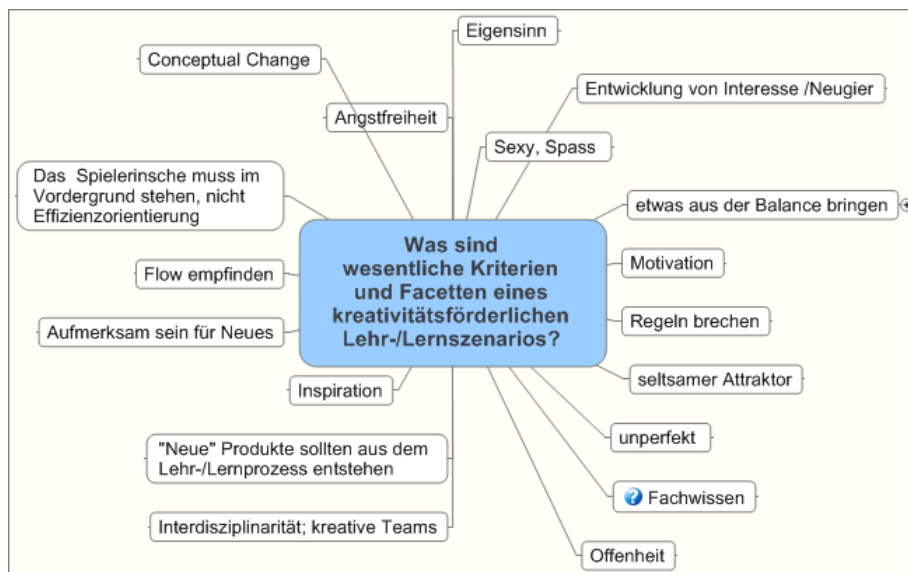 Eigensinn
Conceptual Change
Entwicklung von Interesse /Neugier
Angstfreiheit
Sexy, Spass
Das Spielerinsche muss im
Vordergrund stehen, nicht
Effizienzorientierung
etwas aus der Balance bringen
Was sind
wesentliche Kriterien
und Facetten eines
kreativitätsförderlichen
Lehr-/Lernszenarios?
Flow empfinden
Motivation
Aufmerksam sein für Neues
Regeln brechen
Inspiration
seltsamer Attraktor
"Neue" Produkte sollten aus dem
Lehr-/Lernprozess entstehen
unperfekt
Fachwissen
Interdisziplinarität; kreative Teams
Offenheit